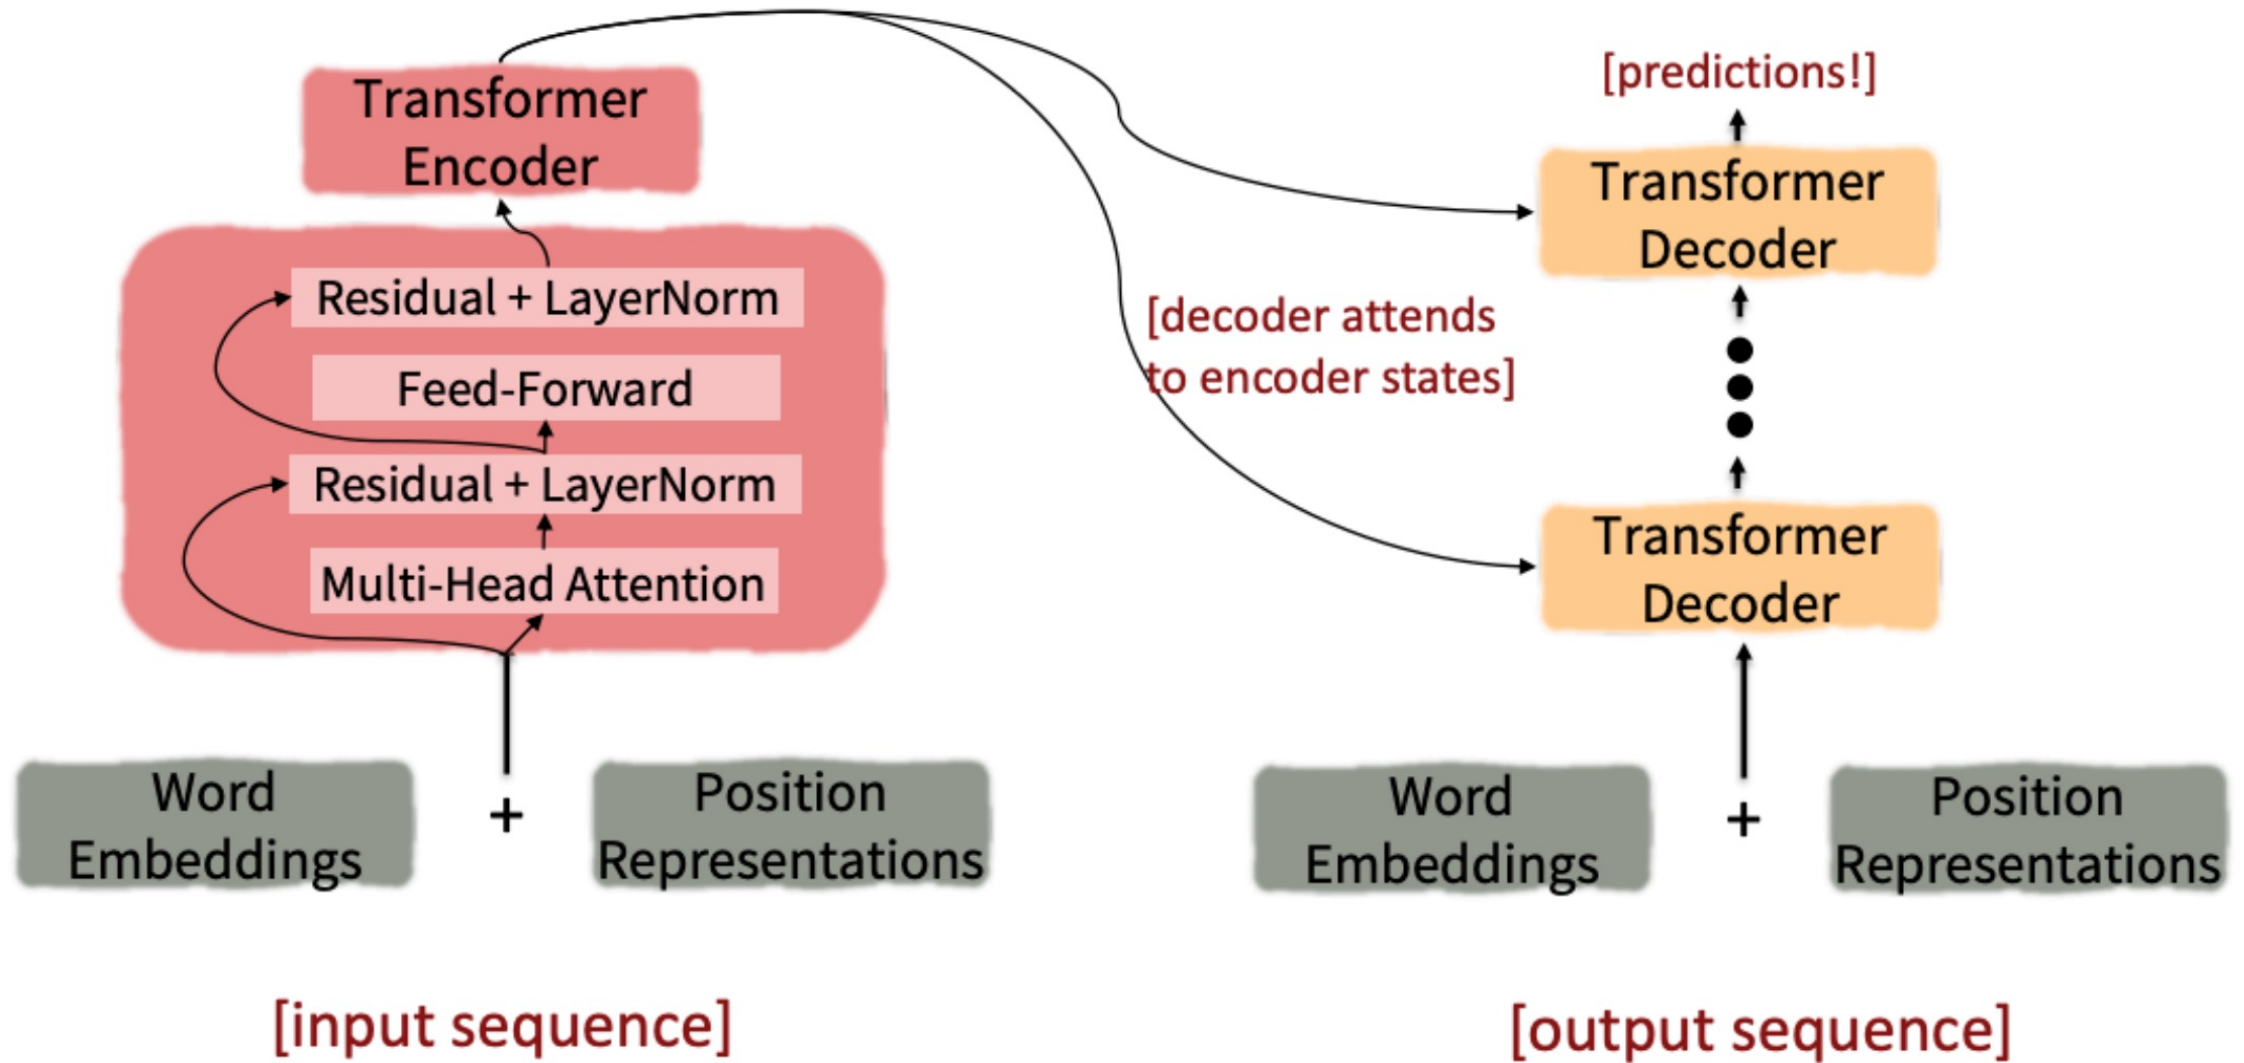 Transformer
Encoder
Residual + LayerNorm
Feed-Forward
Residual + LayerNorm
Multi-Head Attention
Word
Embeddings
+
Position
Representations
[input sequence]
[decoder attends
to encoder states]
[predictions!]
Transformer
Decoder
Transformer
Decoder
Word
Embeddings
+
Position
Representations
[output sequence]